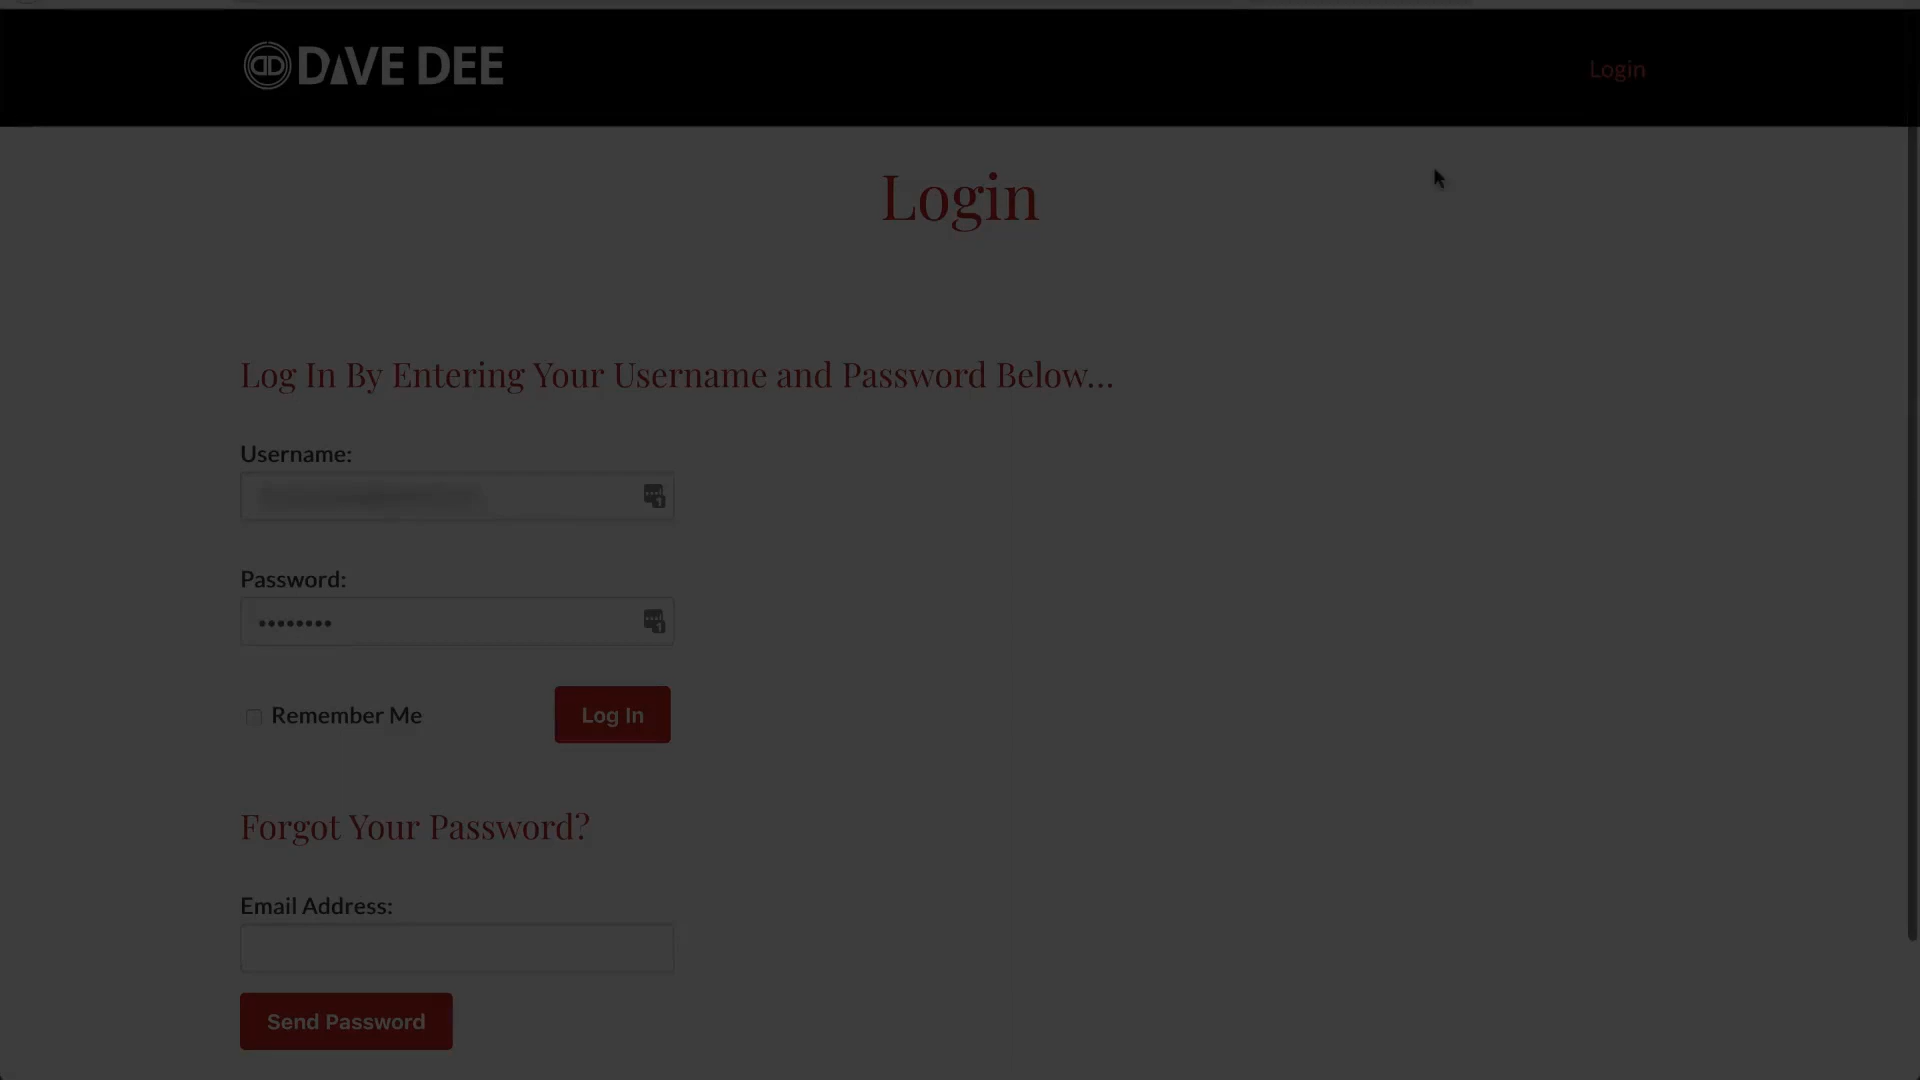 DAVE DEE
Login
Login
Log In By Entering Your Username and Password Below...
Username:
Password:
••••••••
Remember Me
Log In
Forgot Your Password?
Email Address:
Send Password